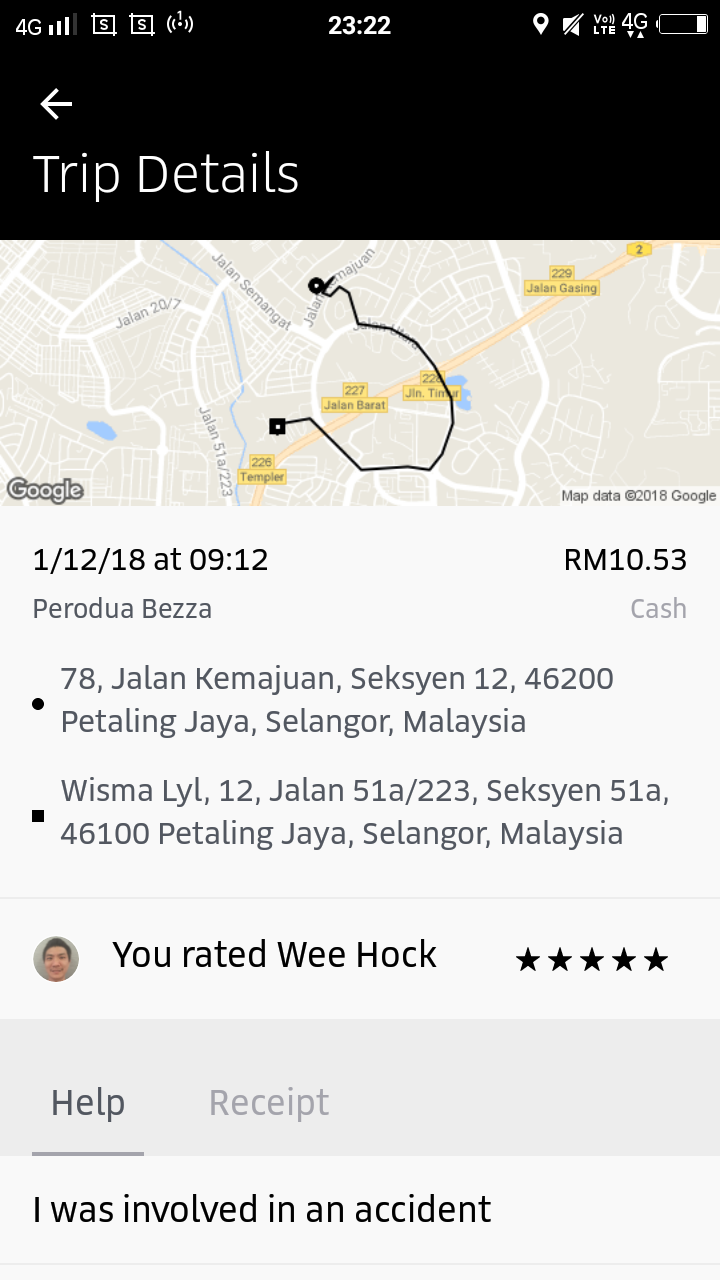 4G S S 23:22 Vo)) LTE 4G
Trip Details
2
Jalan Semangat
Jalan Kemajuan
229
Jalan Gasing
Jalan 20/7
Jalan Utara
228
Jln. Timur
227
Jalan Barat
Jalan 51a/223
226
Templer
Google
Map data ©2018 Google
1/12/18 at 09:12 RM10.53
Perodua Bezza Cash
78, Jalan Kemajuan, Seksyen 12, 46200
Petaling Jaya, Selangor, Malaysia
Wisma Lyl, 12, Jalan 51a/223, Seksyen 51a,
46100 Petaling Jaya, Selangor, Malaysia
You rated Wee Hock
Help Receipt
I was involved in an accident